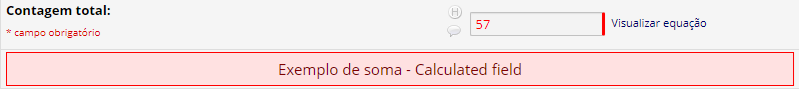 Contagem total:
* campo obrigatório
H
57
Visualizar equação
Exemplo de soma - Calculated field